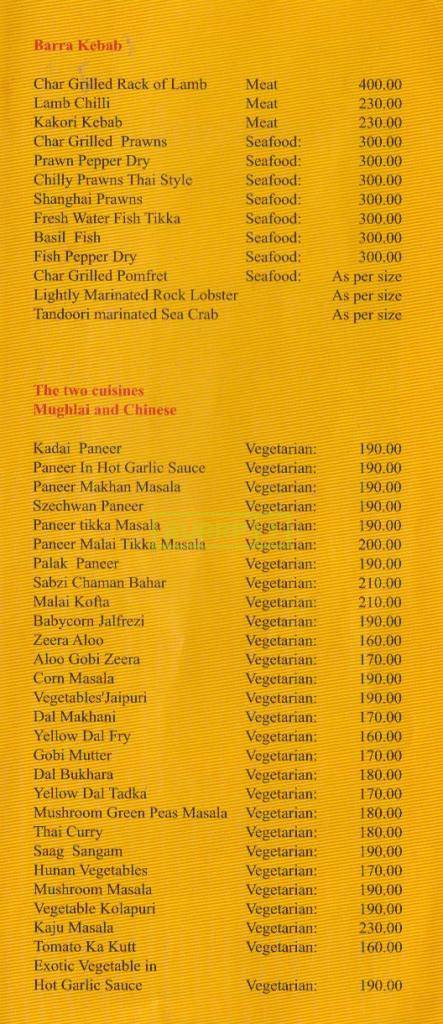 Barra Kebab
Char Grilled Rack of Lamb Meat 400.00
Lamb Chilli Meat 230.00
Kakori Kebab Meat 230.00
Char Grilled Prawns Seafood: 300.00
Prawn Pepper Dry Seafood: 300.00
Chilly Prawns Thai Style Seafood: 300.00
Shanghai Prawns Seafood: 300.00
Fresh Water Fish Tikka Seafood: 300.00
Basil Fish Seafood: 300.00
Fish Pepper Dry Seafood: 300.00
Char Grilled Pomfret Seafood: As per size
Lightly Marinated Rock Lobster As per size
Tandoori marinated Sea Crab As per size
The two cuisines
Mughlai and Chinese
Kadai Paneer Vegetarian: 190.00
Paneer In Hot Garlic Sauce Vegetarian: 190.00
Paneer Makhan Masala Vegetarian: 190.00
Szechwan Paneer Vegetarian: 190.00
Paneer tikka Masala Vegetarian: 190.00
Paneer Malai Tikka Masala Vegetarian: 200.00
Palak Paneer Vegetarian: 190.00
Sabzi Chaman Bahar Vegetarian: 210.00
Malai Kofta Vegetarian: 210.00
Babycorn Jalfrezi Vegetarian: 190.00
Zeera Aloo Vegetarian: 160.00
Aloo Gobi Zeera Vegetarian: 170.00
Corn Masala Vegetarian: 190.00
Vegetables'Jaipuri Vegetarian: 190.00
Dal Makhani Vegetarian: 170.00
Yellow Dal Fry Vegetarian: 160.00
Gobi Mutter Vegetarian: 170.00
Dal Bukhara Vegetarian: 180.00
Yellow Dal Tadka Vegetarian: 170.00
Mushroom Green Peas Masala Vegetarian: 180.00
Thai Curry Vegetarian: 180.00
Saag Sangam Vegetarian: 190.00
Hunan Vegetables Vegetarian: 170.00
Mushroom Masala Vegetarian: 190.00
Vegetable Kolapuri Vegetarian: 190.00
Kaju Masala Vegetarian: 230.00
Tomato Ka Kutt Vegetarian: 160.00
Exotic Vegetable in
Hot Garlic Sauce Vegetarian: 190.00